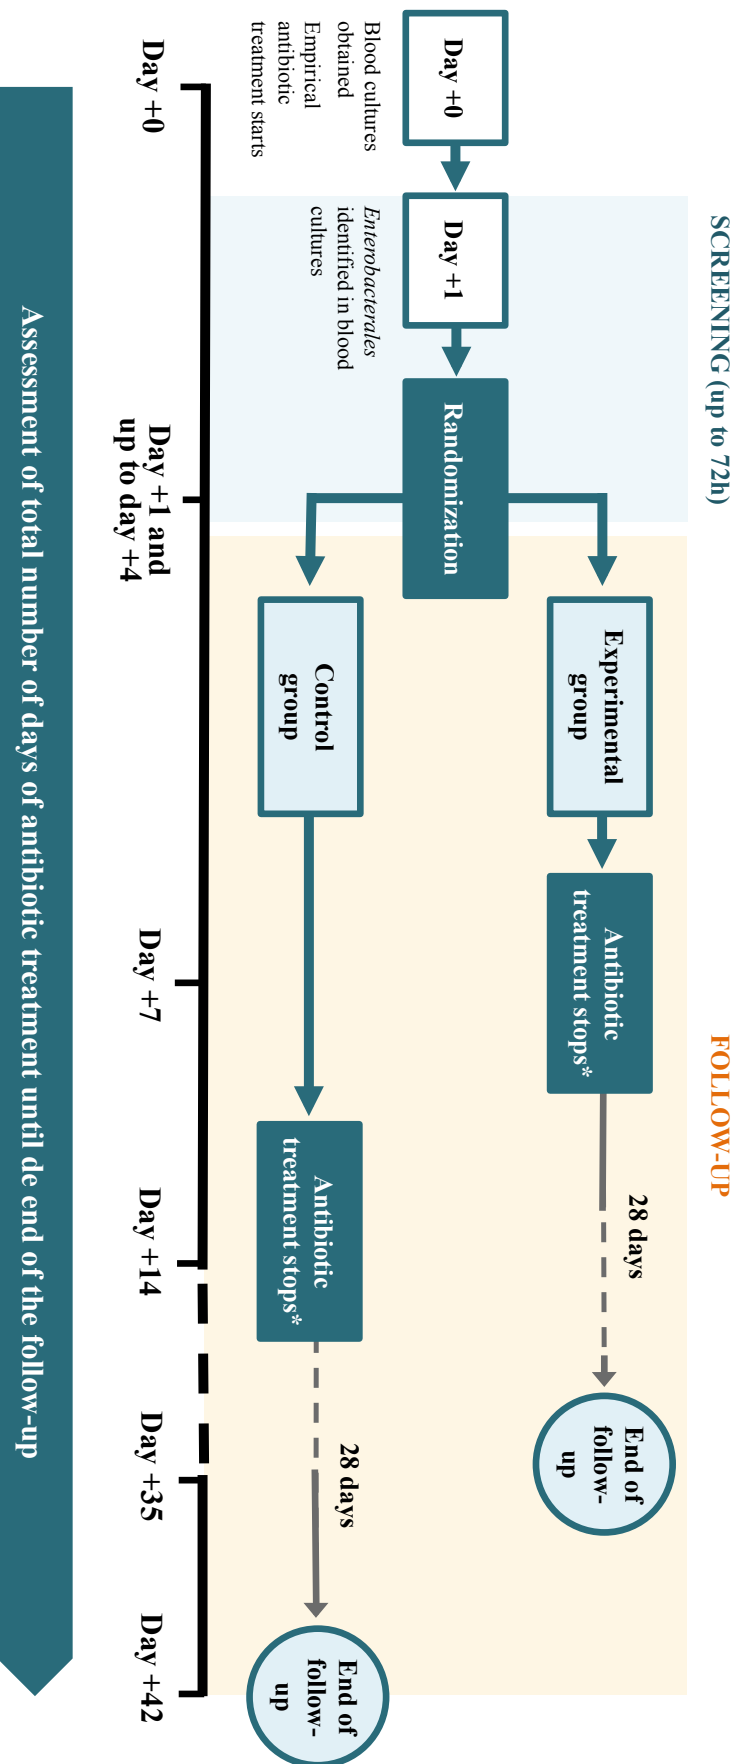 SCREENING (up to 72h)
FOLLOW-UP
Day +0
Blood cultures
obtained
Empirical
antibiotic
treatment starts
Day +1
Enterobacterales
identified in blood
cultures
Randomization
Experimental
group
Antibiotic
treatment stops*
28 days
End of
follow-
up
Control
group
Antibiotic
treatment stops*
28 days
End of
follow-
up
Day +0
Day +1 and
up to day +4
Day +7
Day +14
Day +35
Day +42
Assessment of total number of days of antibiotic treatment until de end of the follow-up